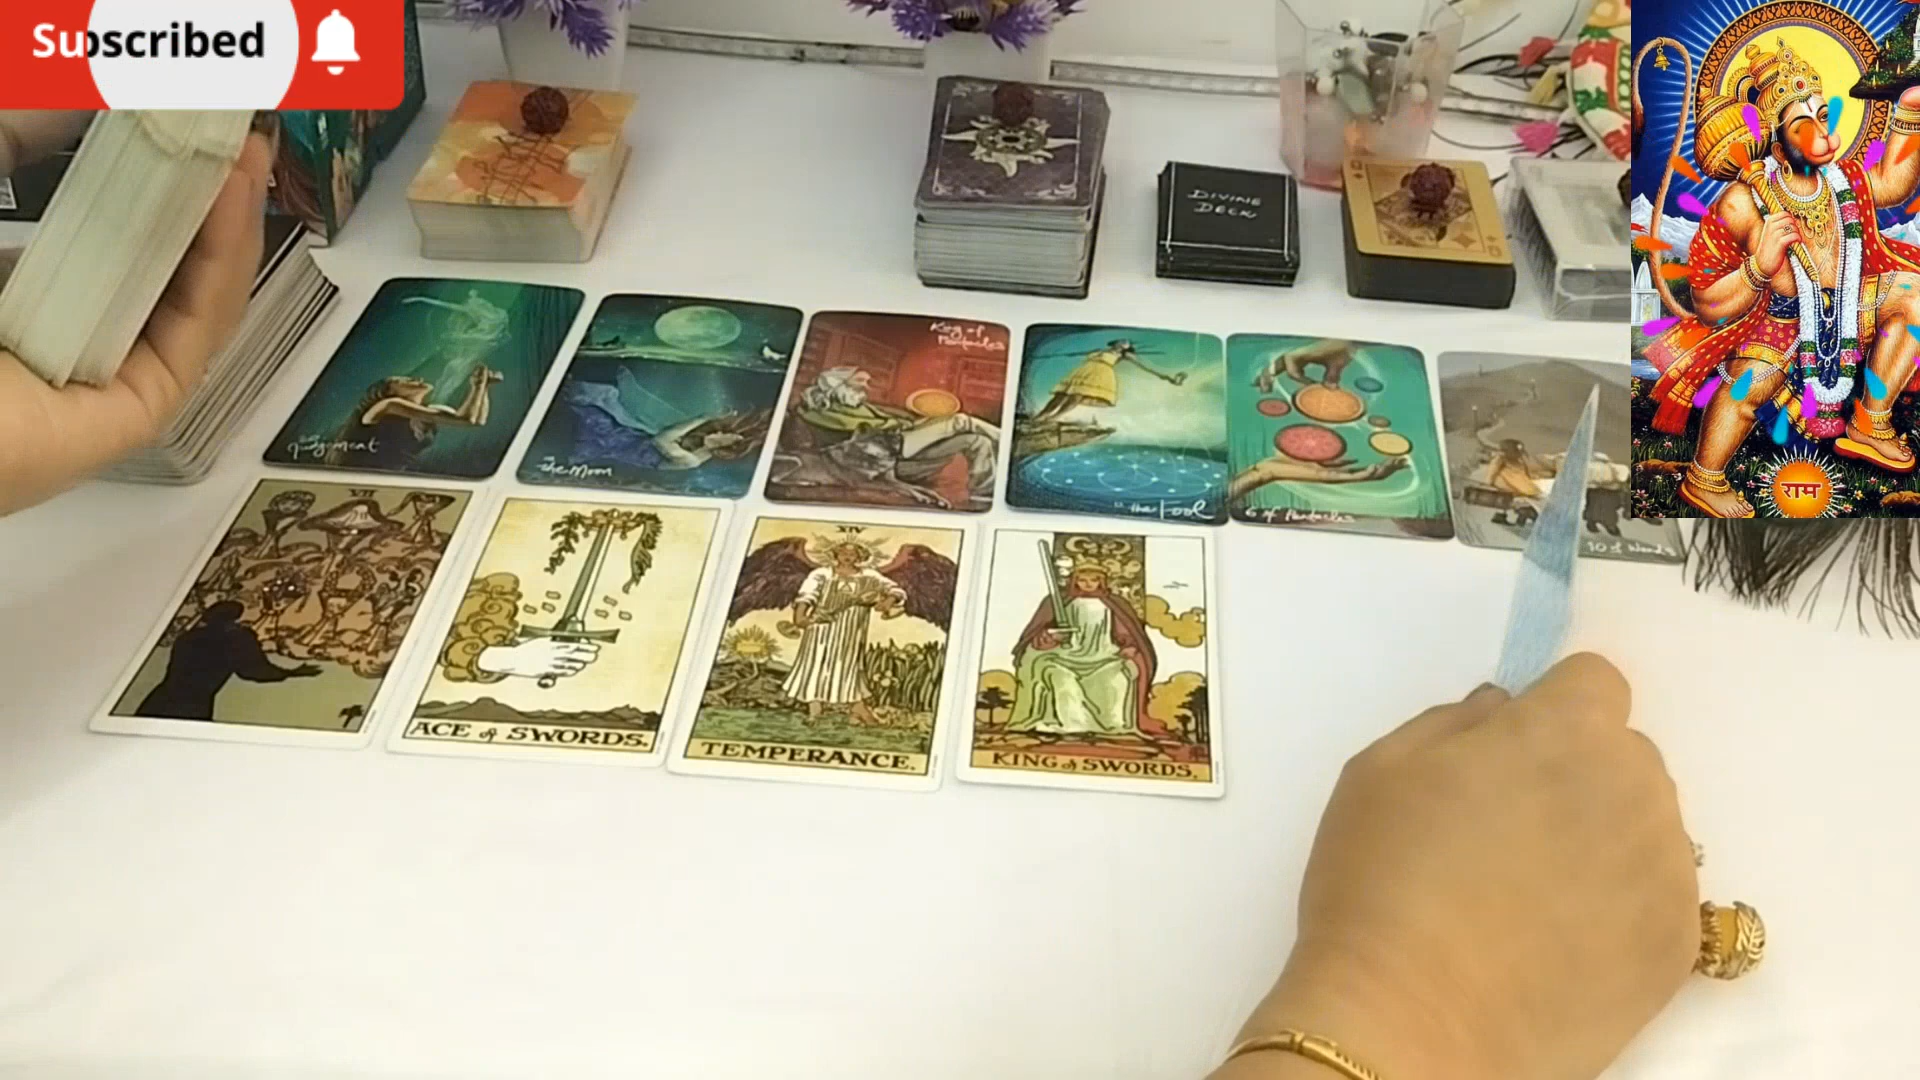 Subscribed
DIVINE
DECK
King of
Pentacles
Judgement
the Moon
the Fool
6 of Pentacles
10 of Wands
राम
VII
XIV
ACE of SWORDS.
TEMPERANCE.
KING of SWORDS.